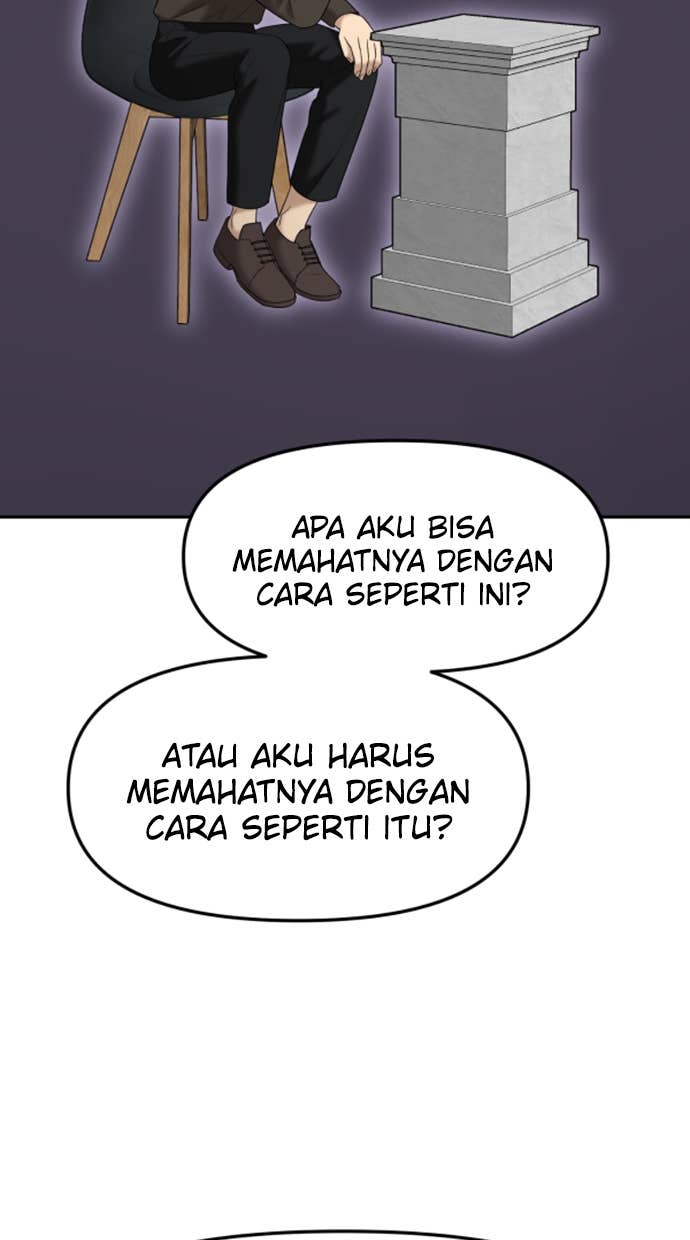 APA AKU BISA
MEMAHATNYA DENGAN
CARA SEPERTI INI?
ATAU AKU HARUS
MEMAHATNYA DENGAN
CARA SEPERTI ITU?